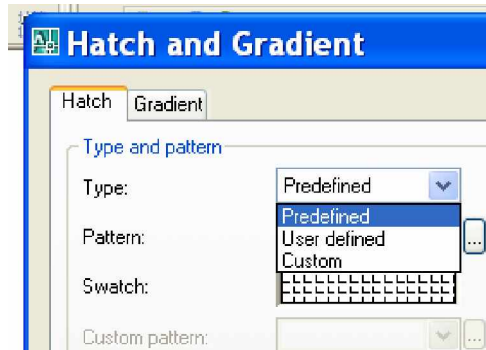 Hatch and Gradient
Hatch Gradient
Type and pattern
Type: Predefined
Predefined
Pattern: User defined ...
Custom
Swatch:
Custom pattern: ...